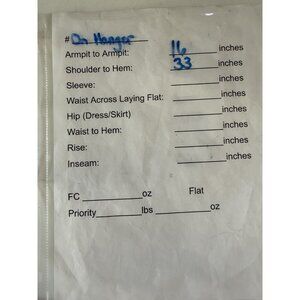 # On Hanger
Armpit to Armpit: 16 inches
Shoulder to Hem: 33 inches
Sleeve: inches
Waist Across Laying Flat: inches
Hip (Dress/Skirt) inches
Waist to Hem: inches
Rise: inches
Inseam: inches
FC oz Flat
Priority lbs oz